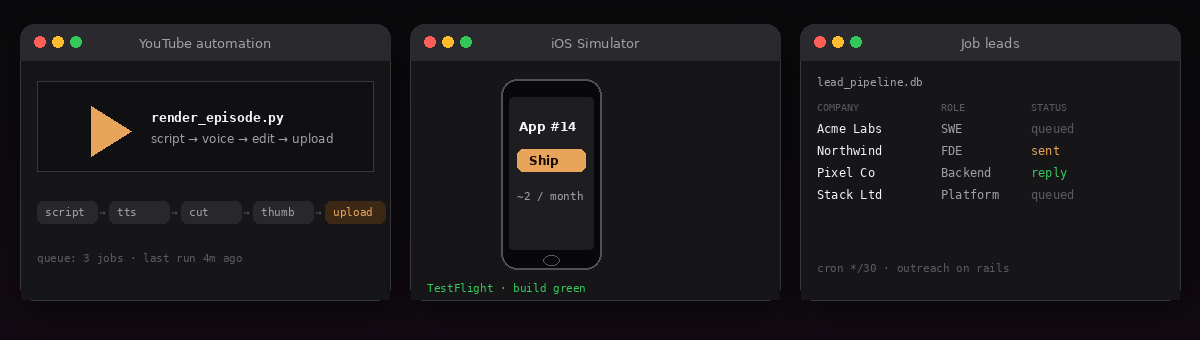 YouTube automation
render_episode.py
script → voice → edit → upload
script → tts → cut → thumb → upload
queue: 3 jobs · last run 4m ago
iOS Simulator
App #14
Ship
~2 / month
TestFlight · build green
Job leads
lead_pipeline.db
COMPANY ROLE STATUS
Acme Labs SWE queued
Northwind FDE sent
Pixel Co Backend reply
Stack Ltd Platform queued
cron */30 · outreach on rails